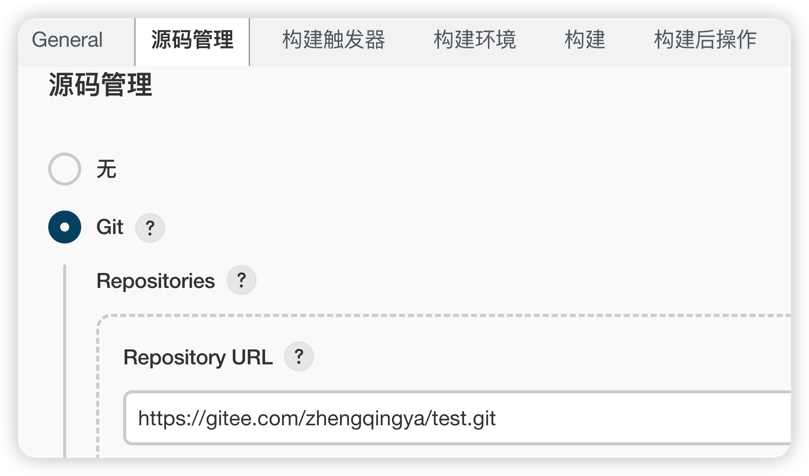 General 源码管理 构建触发器 构建环境 构建 构建后操作
源码管理
无
Git ?
Repositories ?
Repository URL ?
https://gitee.com/zhengqingya/test.git